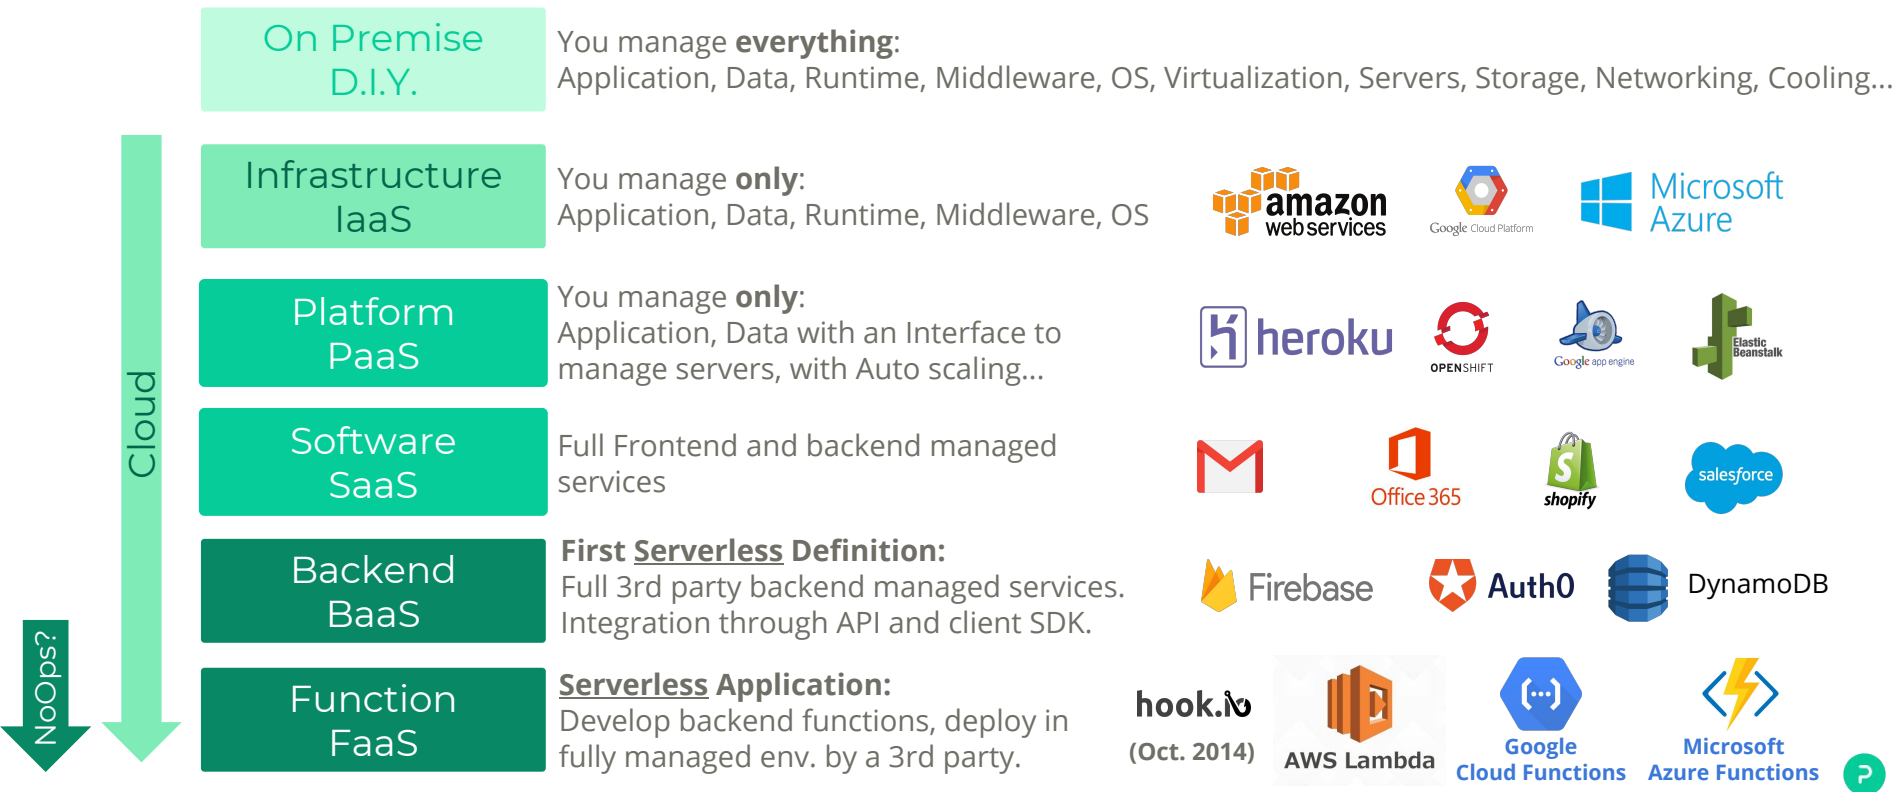 On Premise
D.I.Y.
You manage everything:
Application, Data, Runtime, Middleware, OS, Virtualization, Servers, Storage, Networking, Cooling...
Cloud
Infrastructure
IaaS
You manage only:
Application, Data, Runtime, Middleware, OS
amazon
web services
Google Cloud Platform
Microsoft
Azure
Platform
PaaS
You manage only:
Application, Data with an Interface to
manage servers, with Auto scaling...
heroku
OPENSHIFT
Google app engine
Elastic
Beanstalk
Software
SaaS
Full Frontend and backend managed
services
Office 365
shopify
salesforce
Backend
BaaS
First Serverless Definition:
Full 3rd party backend managed services.
Integration through API and client SDK.
Firebase
Auth0
DynamoDB
NoOps?
Function
FaaS
Serverless Application:
Develop backend functions, deploy in
fully managed env. by a 3rd party.
hook.io
(Oct. 2014)
AWS Lambda
Google
Cloud Functions
Microsoft
Azure Functions